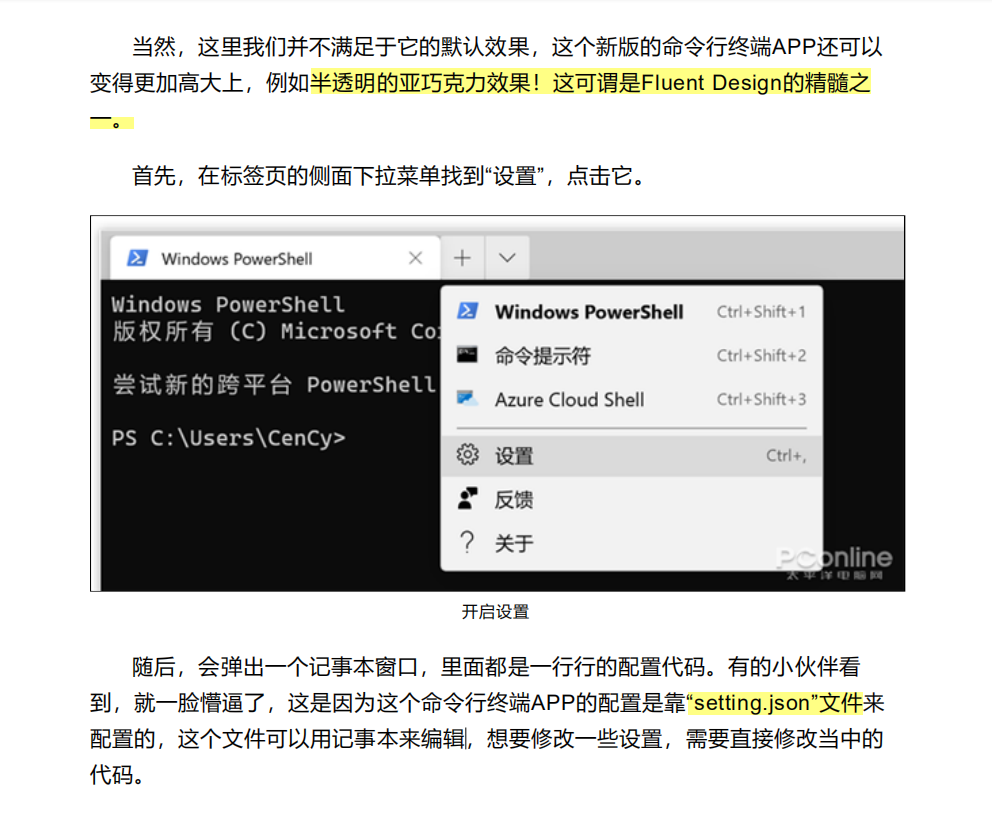 当然，这里我们并不满足于它的默认效果，这个新版的命令行终端APP还可以
变得更加高大上，例如半透明的亚巧克力效果！这可谓是Fluent Design的精髓之
一。
首先，在标签页的侧面下拉菜单找到“设置”，点击它。
Windows PowerShell
Windows PowerShell
版权所有 (C) Microsoft
尝试新的跨平台 PowerShell
PS C:\Users\CenCy>
Windows PowerShell Ctrl+Shift+1
命令提示符 Ctrl+Shift+2
Azure Cloud Shell Ctrl+Shift+3
设置 Ctrl+,
反馈
关于
PConline
太平洋电脑网
开启设置
随后，会弹出一个记事本窗口，里面都是一行行的配置代码。有的小伙伴看
到，就一脸懵逼了，这是因为这个命令行终端APP的配置是靠“setting.json”文件来
配置的，这个文件可以用记事本来编辑，想要修改一些设置，需要直接修改当中的
代码。